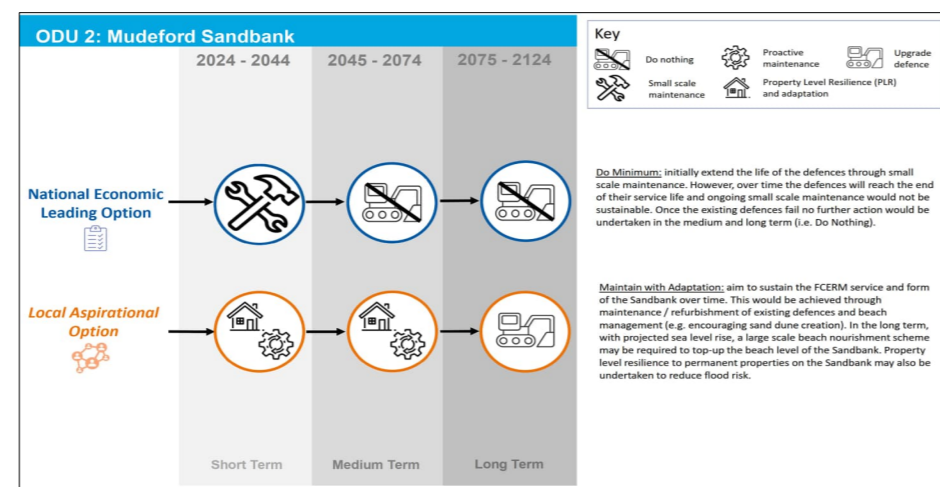 ODU 2: Mudeford Sandbank
2024 - 2044
2045 - 2074
2075 - 2124
Key
Do nothing
Proactive
maintenance
Upgrade
defence
Small scale
maintenance
Property Level Resilience (PLR)
and adaptation
National Economic
Leading Option
Do Minimum: initially extend the life of the defences through small
scale maintenance. However, over time the defences will reach the end
of their service life and ongoing small scale maintenance would not be
sustainable. Once the existing defences fail no further action would be
undertaken in the medium and long term (i.e. Do Nothing).
Local Aspirational
Option
Maintain with Adaptation: aim to sustain the FCERM service and form
of the Sandbank over time. This would be achieved through
maintenance / refurbishment of existing defences and beach
management (e.g. encouraging sand dune creation). In the long term,
with projected sea level rise, a large scale beach nourishment scheme
may be required to top-up the beach level of the Sandbank. Property
level resilience to permanent properties on the Sandbank may also be
undertaken to reduce flood risk.
Short Term
Medium Term
Long Term